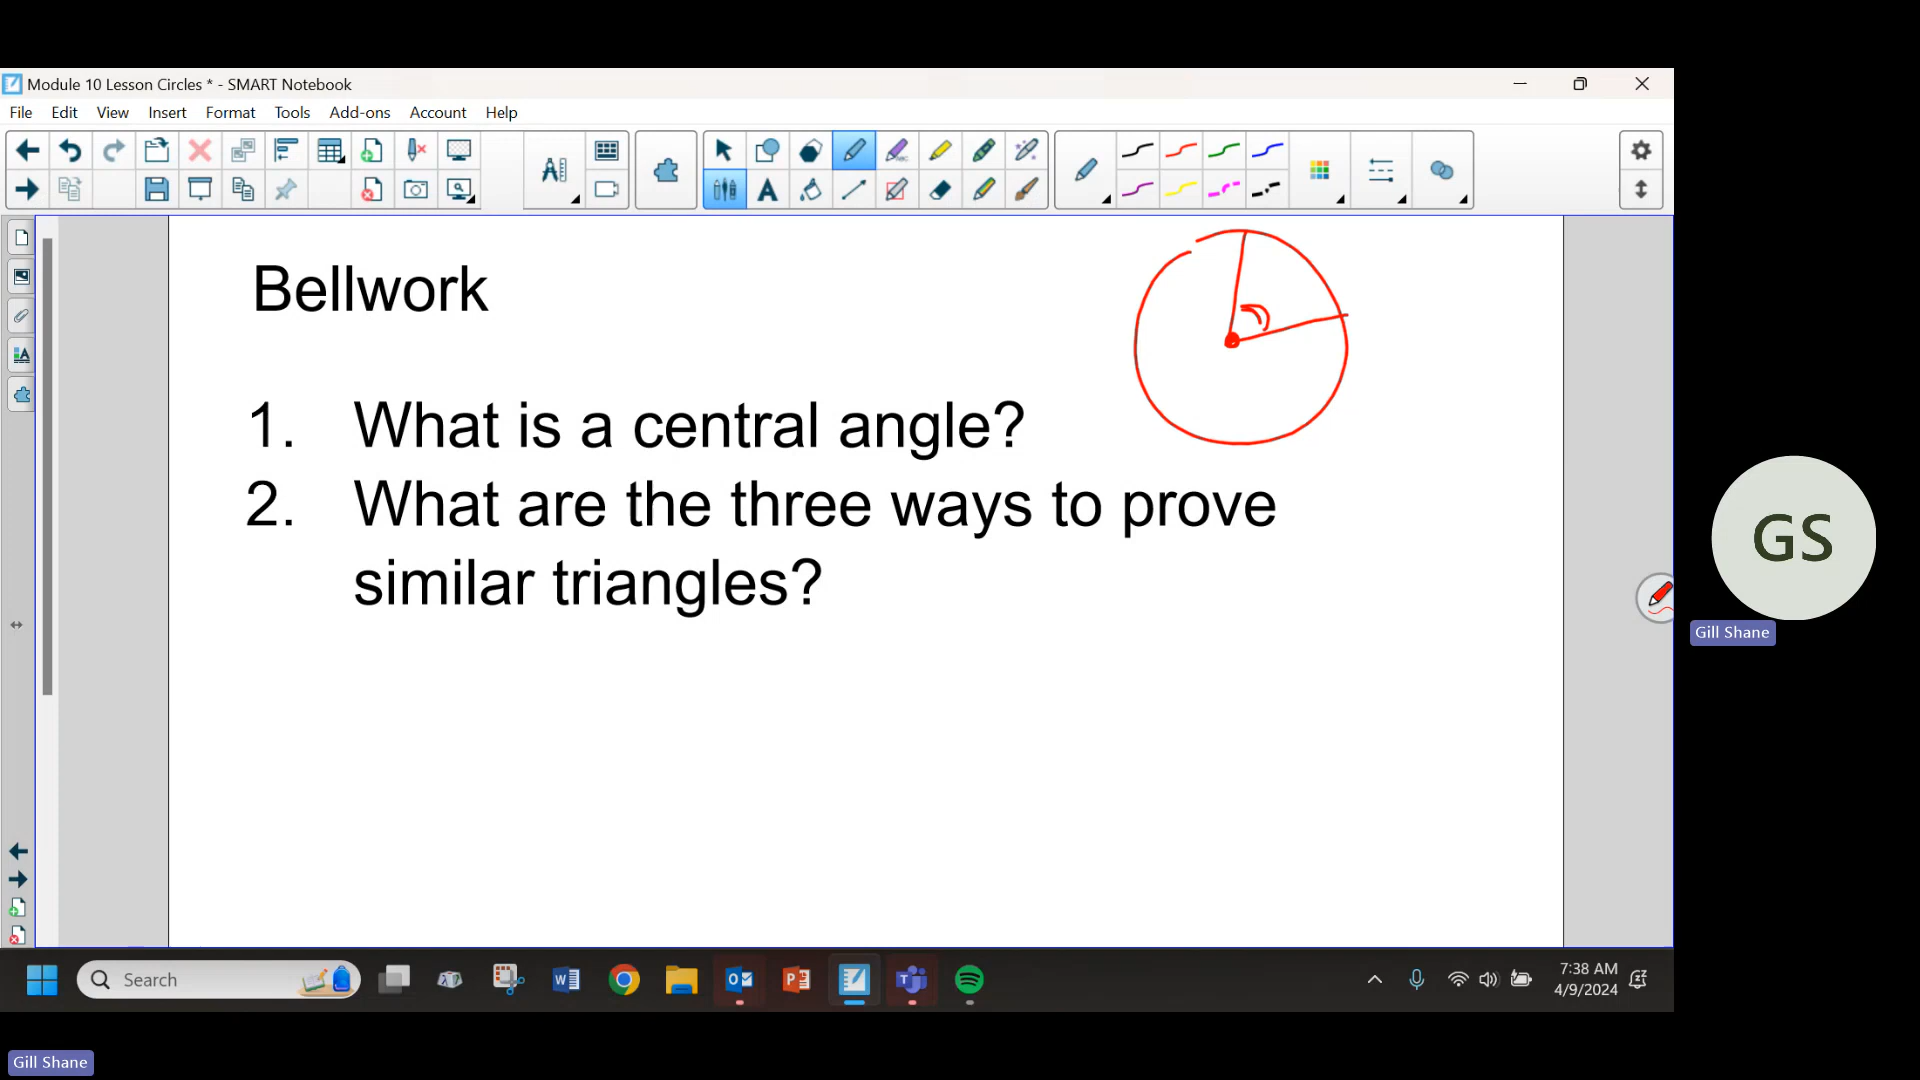 Module 10 Lesson Circles * - SMART Notebook
File Edit View Insert Format Tools Add-ons Account Help
Bellwork
1. What is a central angle?
2. What are the three ways to prove
similar triangles?
GS
Gill Shane
Search
7:38 AM
4/9/2024
Gill Shane